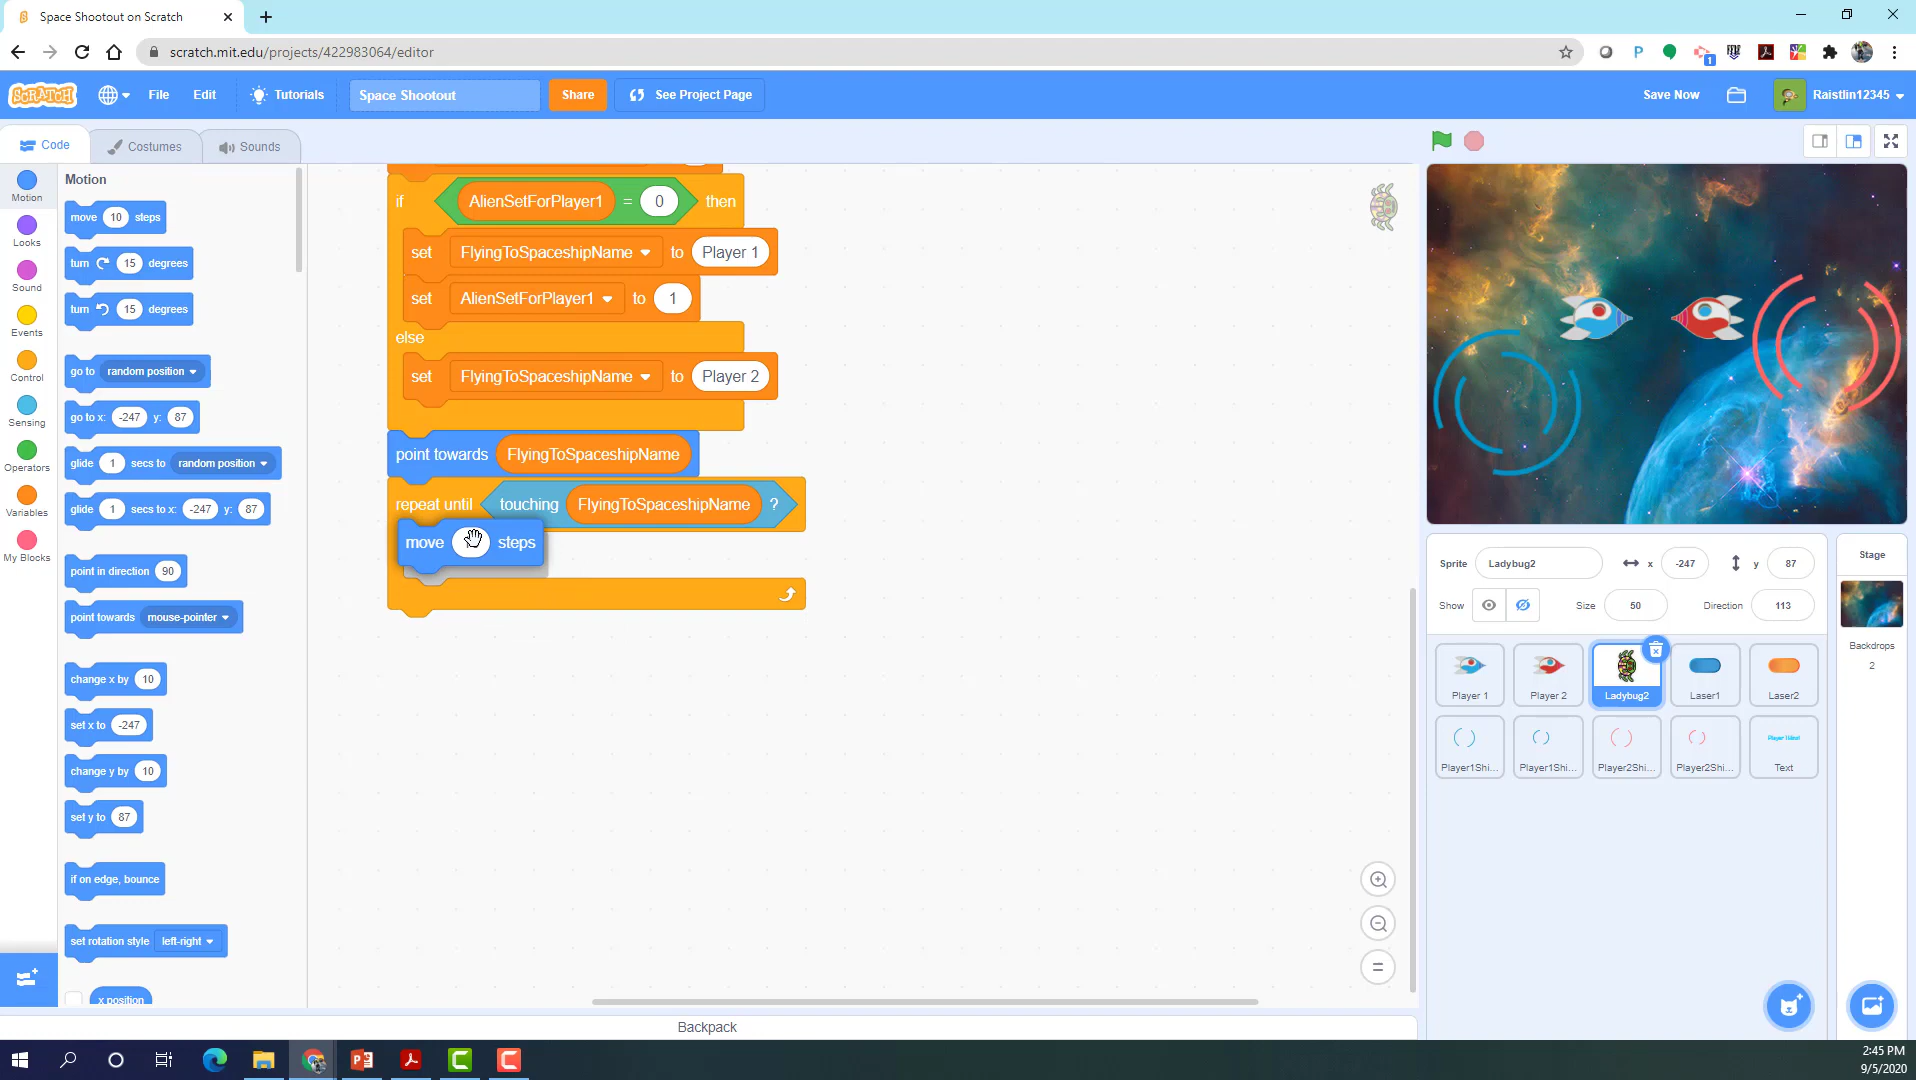 Space Shootout on Scratch
scratch.mit.edu/projects/422983064/editor
1
SCRATCH
File
Edit
Tutorials
Space Shootout
Share
See Project Page
Save Now
Raistlin12345
Code
Costumes
Sounds
Motion
Looks
Sound
Events
Control
Sensing
Operators
Variables
My Blocks
Motion
move 10 steps
turn 15 degrees
turn 15 degrees
go to random position
go to x: -247 y: 87
glide 1 secs to random position
glide 1 secs to x: -247 y: 87
point in direction 90
point towards mouse-pointer
change x by 10
set x to -247
change y by 10
set y to 87
if on edge, bounce
set rotation style left-right
x position
if AlienSetForPlayer1 = 0 then
set FlyingToSpaceshipName to Player 1
set AlienSetForPlayer1 to 1
else
set FlyingToSpaceshipName to Player 2
point towards FlyingToSpaceshipName
repeat until touching FlyingToSpaceshipName ?
move steps
Sprite Ladybug2 x -247 y 87
Show Size 50 Direction 113
Player 1
Player 2
Ladybug2
Laser1
Laser2
Player1Shi...
Player1Shi...
Player2Shi...
Player2Shi...
Text
Stage
Backdrops
2
Backpack
2:45 PM
9/5/2020